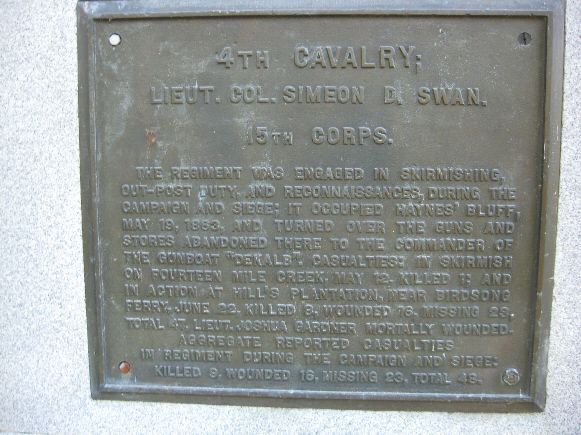 4TH CAVALRY;
LIEUT. COL. SIMEON D. SWAN.
15TH CORPS.
THE REGIMENT WAS ENGAGED IN SKIRMISHING,
OUT-POST DUTY, AND RECONNAISSANCES, DURING THE
CAMPAIGN AND SIEGE; IT OCCUPIED HAYNES' BLUFF,
MAY 19, 1863, AND TURNED OVER THE GUNS AND
STORES ABANDONED THERE TO THE COMMANDER OF
THE GUNBOAT "DEKALB". CASUALTIES: IN SKIRMISH
ON FOURTEEN MILE CREEK, MAY 12, KILLED 1; AND
IN ACTION AT HILL'S PLANTATION, NEAR BIRDSONG
FERRY, JUNE 22, KILLED 8, WOUNDED 16, MISSING 23,
TOTAL 47, LIEUT. JOSHUA GARDNER MORTALLY WOUNDED.
AGGREGATE REPORTED CASUALTIES
IN REGIMENT DURING THE CAMPAIGN AND SIEGE:
KILLED 9, WOUNDED 16, MISSING 23, TOTAL 48.